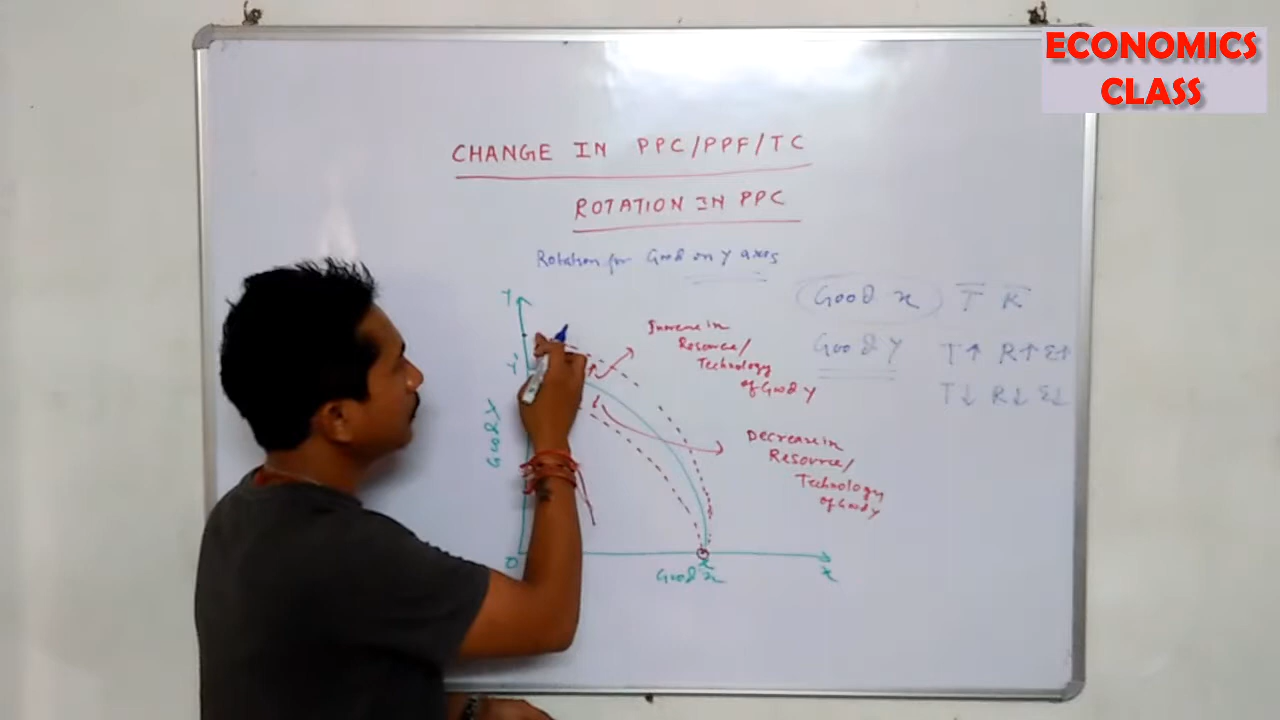 ECONOMICS
CLASS
CHANGE IN PPC/PPF/TC
ROTATION IN PPC
Rotation for Good on Y axes
Good x T R
Good Y T↑ R↑ E↑
T↓ R↓ E↓
Y
Y'
Increase in
Resource/
Technology
of Good Y
Good Y
Decrease in
Resource/
Technology
of Good Y
O
x
Good x
x